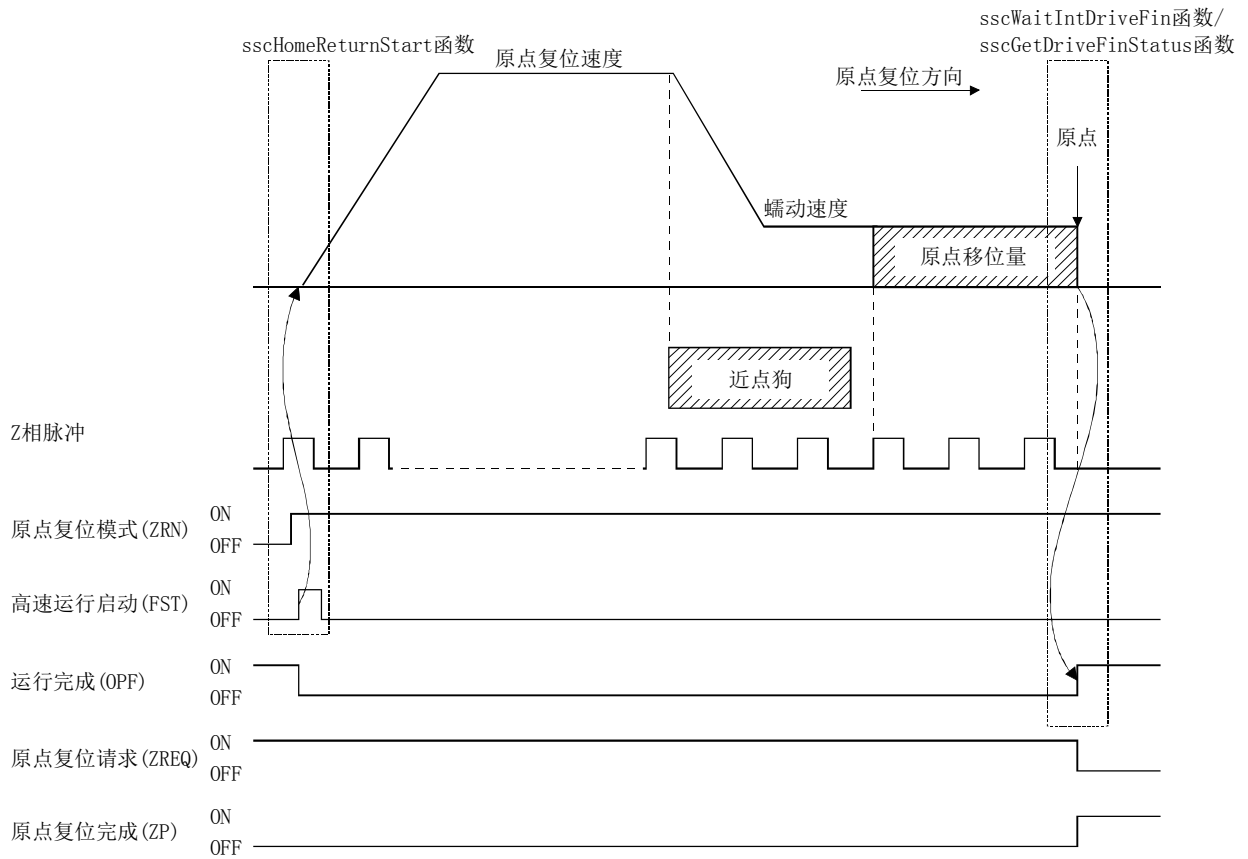 sscWaitIntDriveFin函数/
sscGetDriveFinStatus函数
sscHomeReturnStart函数
原点复位速度
原点复位方向
原点
蠕动速度
原点移位量
近点狗
Z相脉冲
原点复位模式(ZRN)
ON
OFF
高速运行启动(FST)
ON
OFF
运行完成(OPF)
ON
OFF
原点复位请求(ZREQ)
ON
OFF
原点复位完成(ZP)
ON
OFF